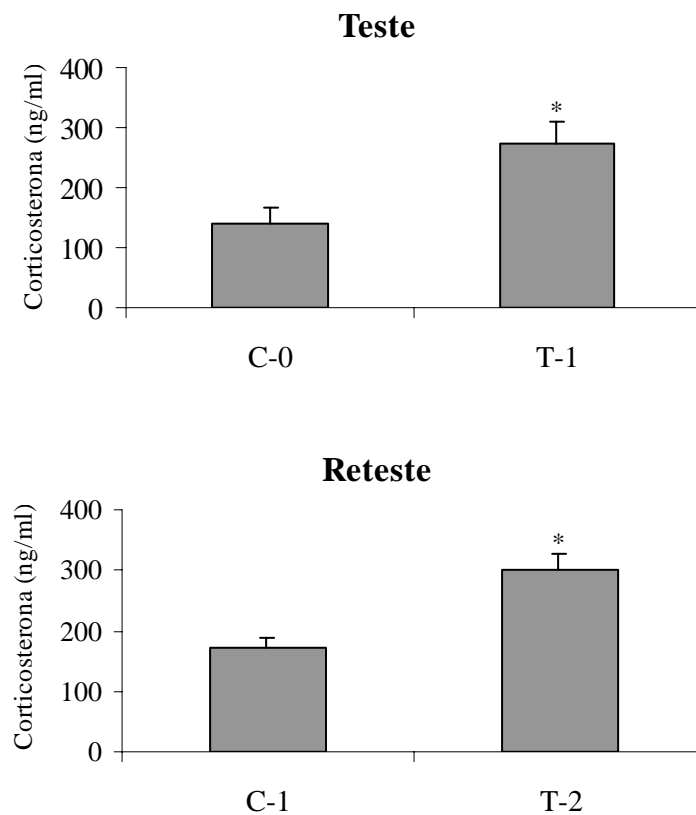 Teste
Corticosterona (ng/ml)
400
300
200
100
0
*
C-0
T-1
Reteste
Corticosterona (ng/ml)
400
300
200
100
0
*
C-1
T-2